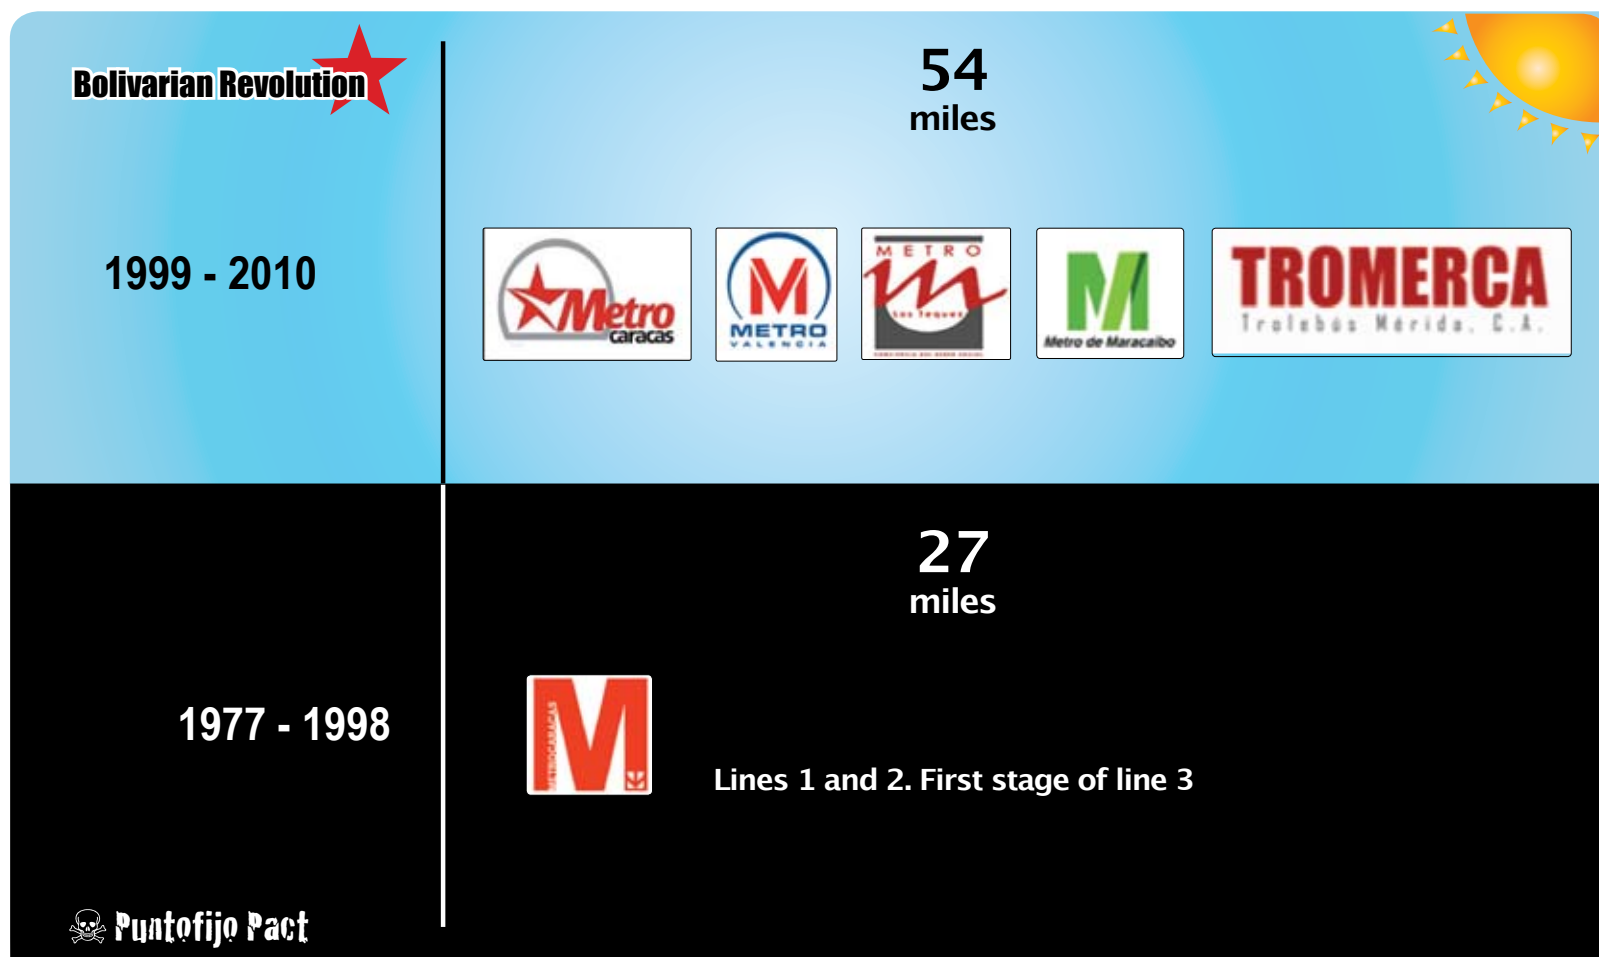 Bolivarian Revolution
54
miles
1999 - 2010
Metro
caracas
METRO
VALENCIA
METRO
Los Teques
Metro de Maracaibo
TROMERCA
Trolebús Mérida, C.A.
27
miles
1977 - 1998
METROCARACAS
M
Lines 1 and 2. First stage of line 3
Puntofijo Pact